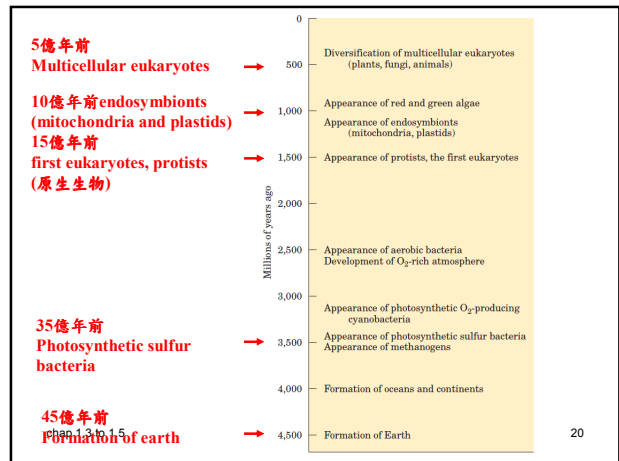 5億年前
Multicellular eukaryotes
10億年前endosymbionts
(mitochondria and plastids)
15億年前
first eukaryotes, protists
(原生生物)
35億年前
Photosynthetic sulfur
bacteria
45億年前
Formation of earth
chap 1.3 to 1.5
Millions of years ago
0
500
1,000
1,500
2,000
2,500
3,000
3,500
4,000
4,500
Diversification of multicellular eukaryotes
(plants, fungi, animals)
Appearance of red and green algae
Appearance of endosymbionts
(mitochondria, plastids)
Appearance of protists, the first eukaryotes
Appearance of aerobic bacteria
Development of O₂-rich atmosphere
Appearance of photosynthetic O₂-producing
cyanobacteria
Appearance of photosynthetic sulfur bacteria
Appearance of methanogens
Formation of oceans and continents
Formation of Earth
20